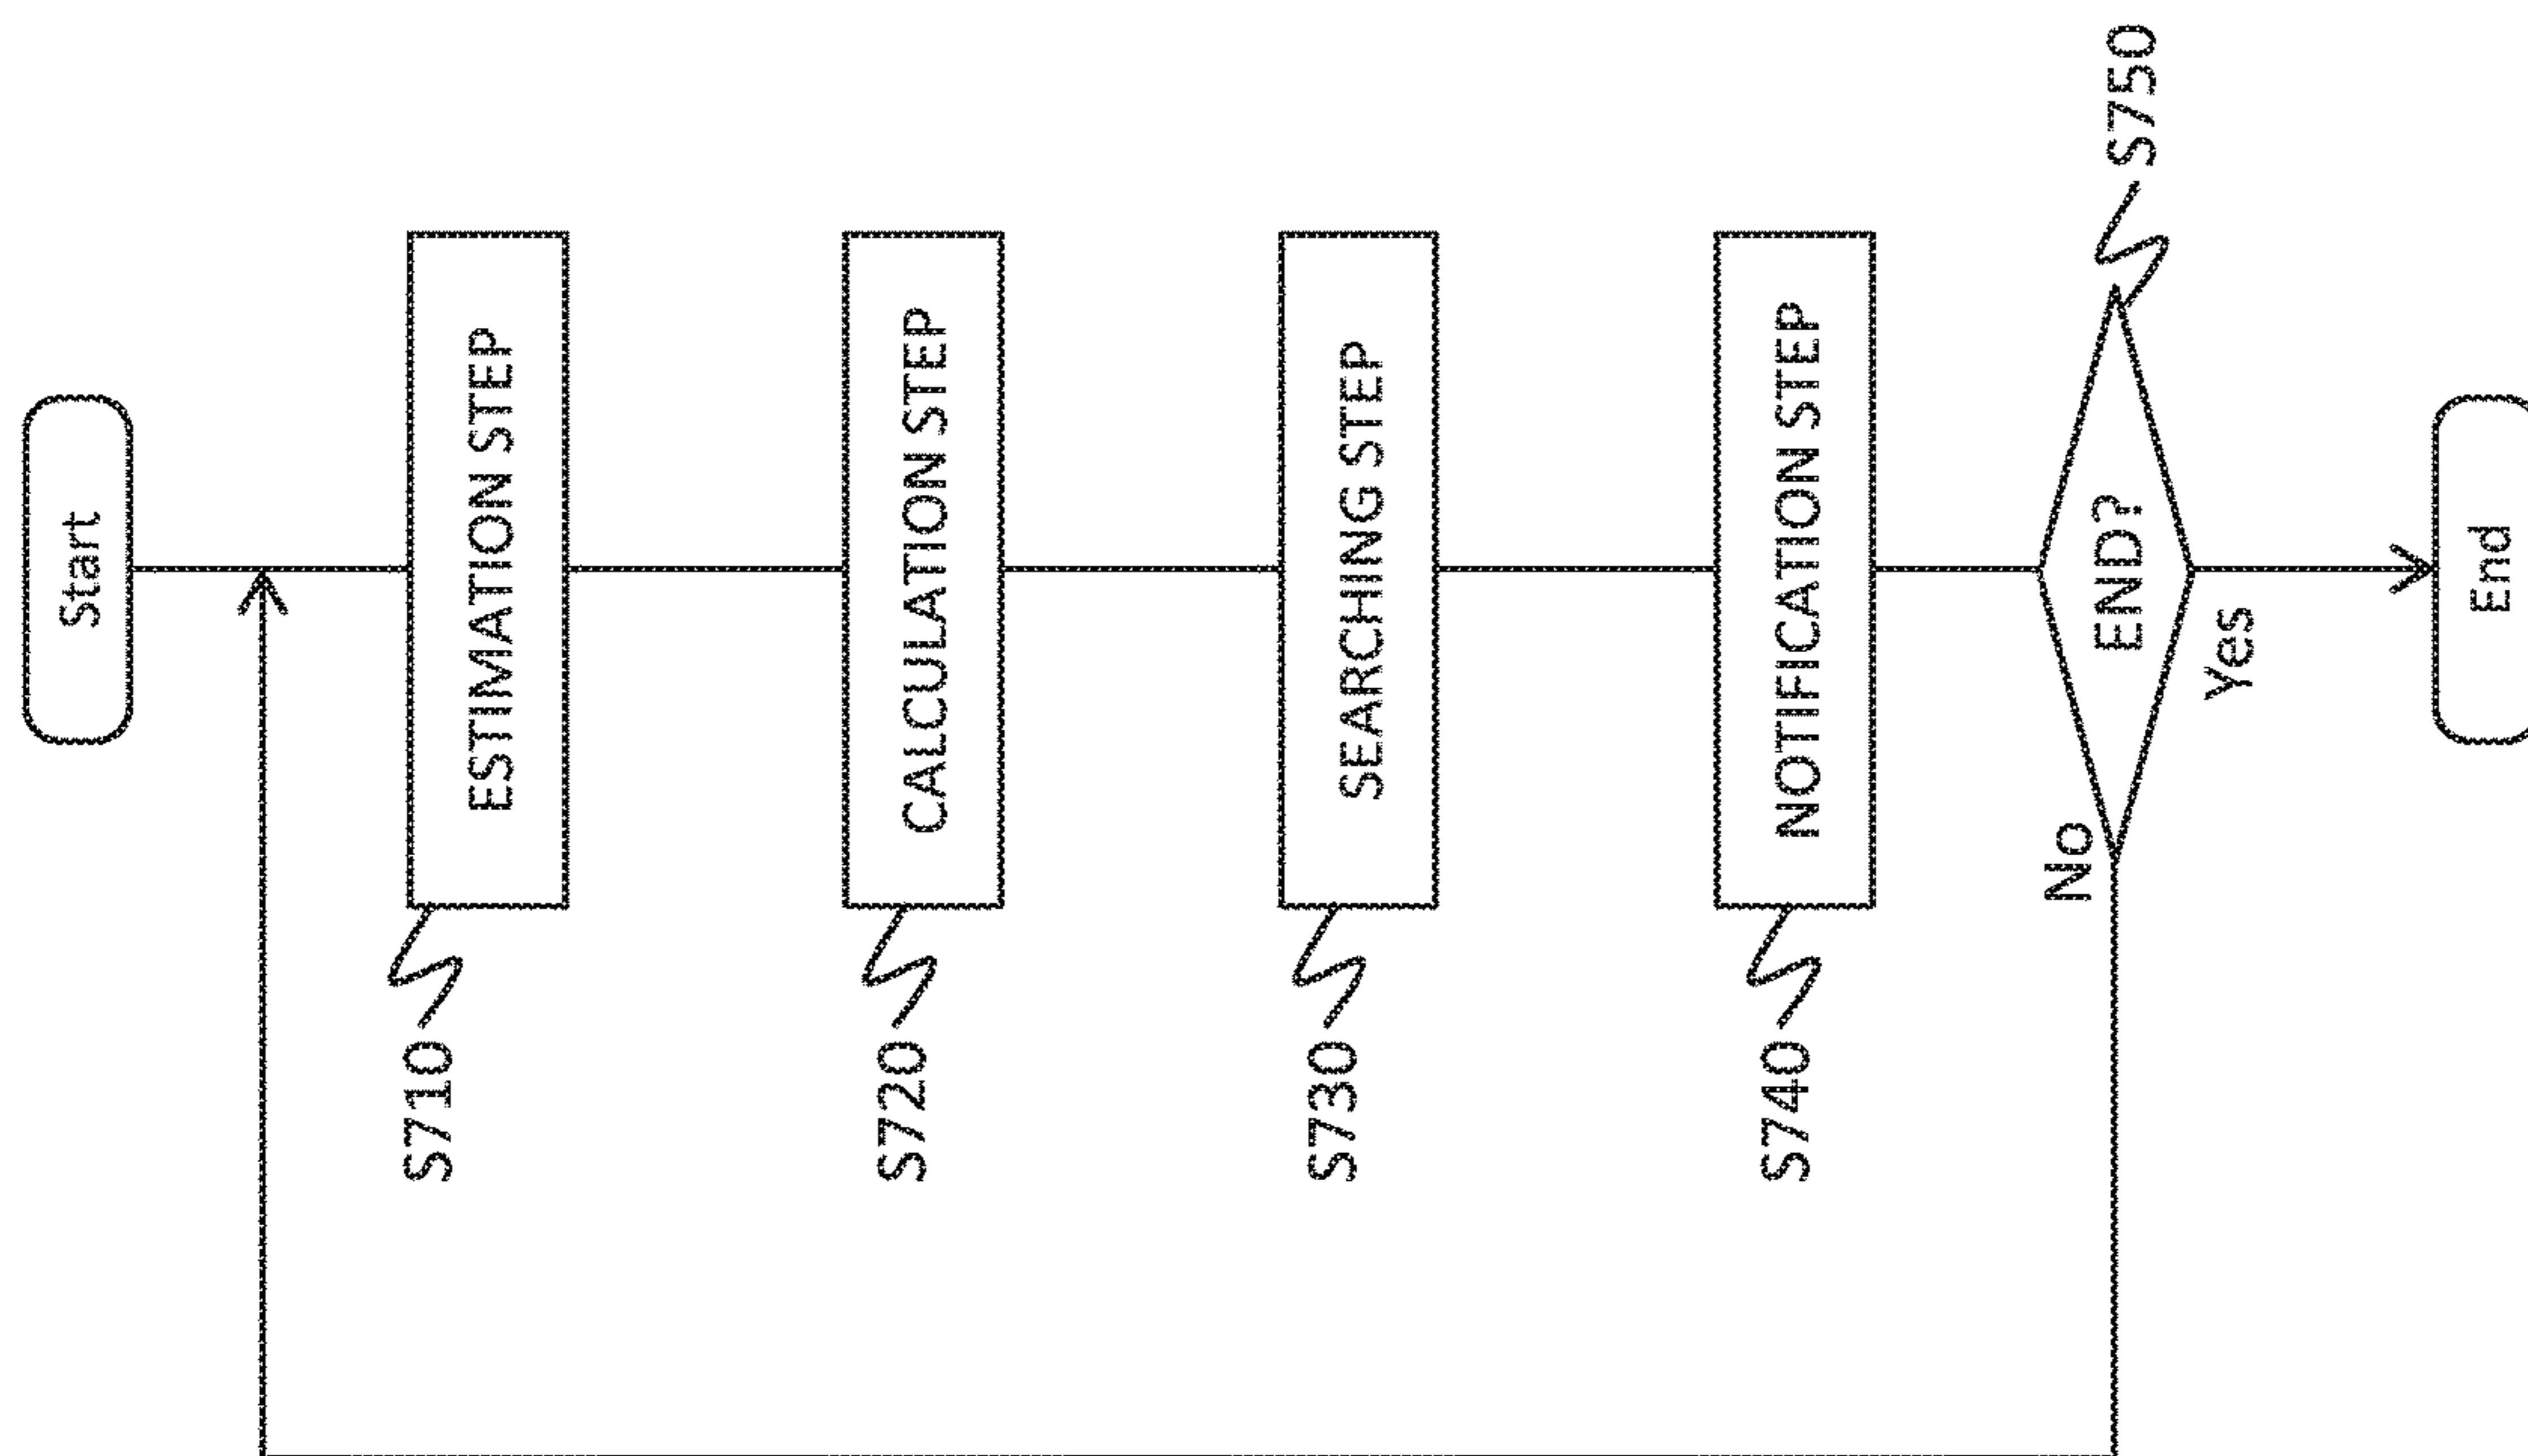 Start
S710
ESTIMATION STEP
S720
CALCULATION STEP
S730
SEARCHING STEP
S740
NOTIFICATION STEP
No
END?
S750
Yes
End